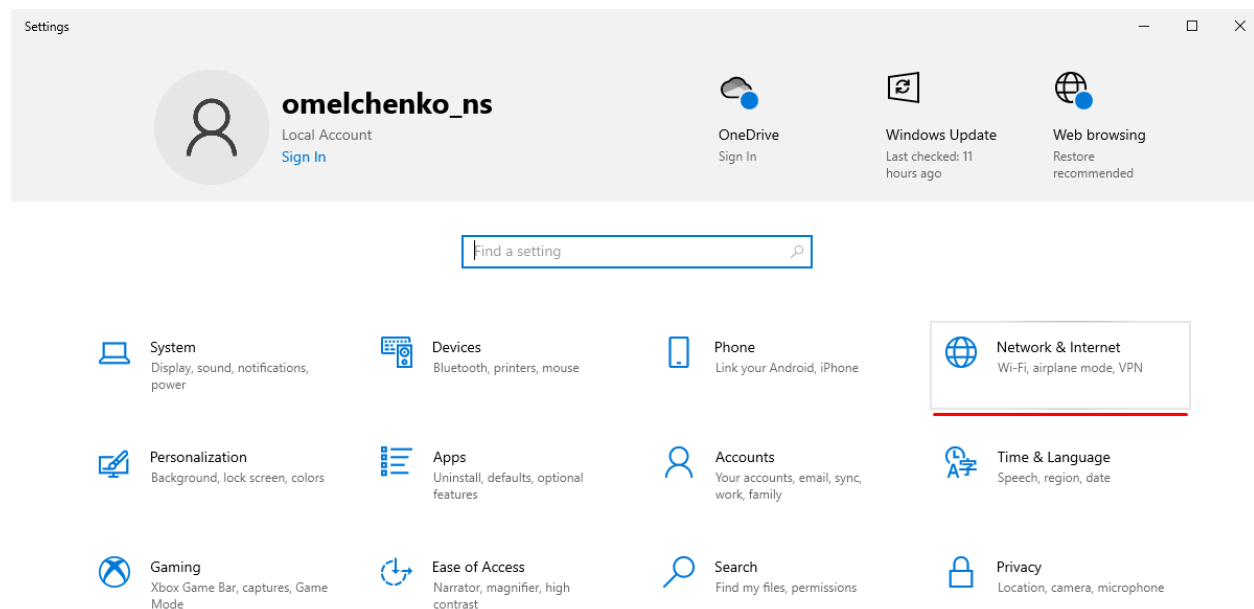 Settings
omelchenko_ns
Local Account
Sign In
OneDrive
Sign In
Windows Update
Last checked: 11
hours ago
Web browsing
Restore
recommended
Find a setting
System
Display, sound, notifications,
power
Devices
Bluetooth, printers, mouse
Phone
Link your Android, iPhone
Network & Internet
Wi-Fi, airplane mode, VPN
Personalization
Background, lock screen, colors
Apps
Uninstall, defaults, optional
features
Accounts
Your accounts, email, sync,
work, family
Time & Language
Speech, region, date
Gaming
Xbox Game Bar, captures, Game
Mode
Ease of Access
Narrator, magnifier, high
contrast
Search
Find my files, permissions
Privacy
Location, camera, microphone